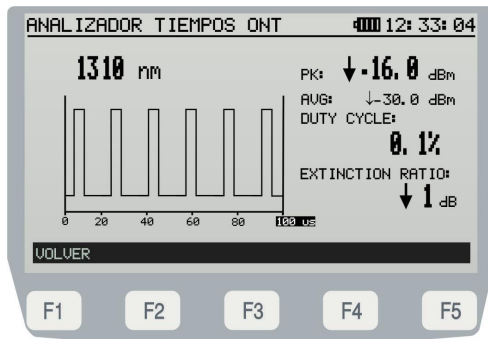 ANALIZADOR TIEMPOS ONT 12:33:04
1310 nm
PK: ↓-16.0 dBm
AVG: ↓-30.0 dBm
DUTY CYCLE:
0.1%
EXTINCTION RATIO:
↓ 1 dB
0 20 40 60 80 100 us
VOLVER
F1 F2 F3 F4 F5